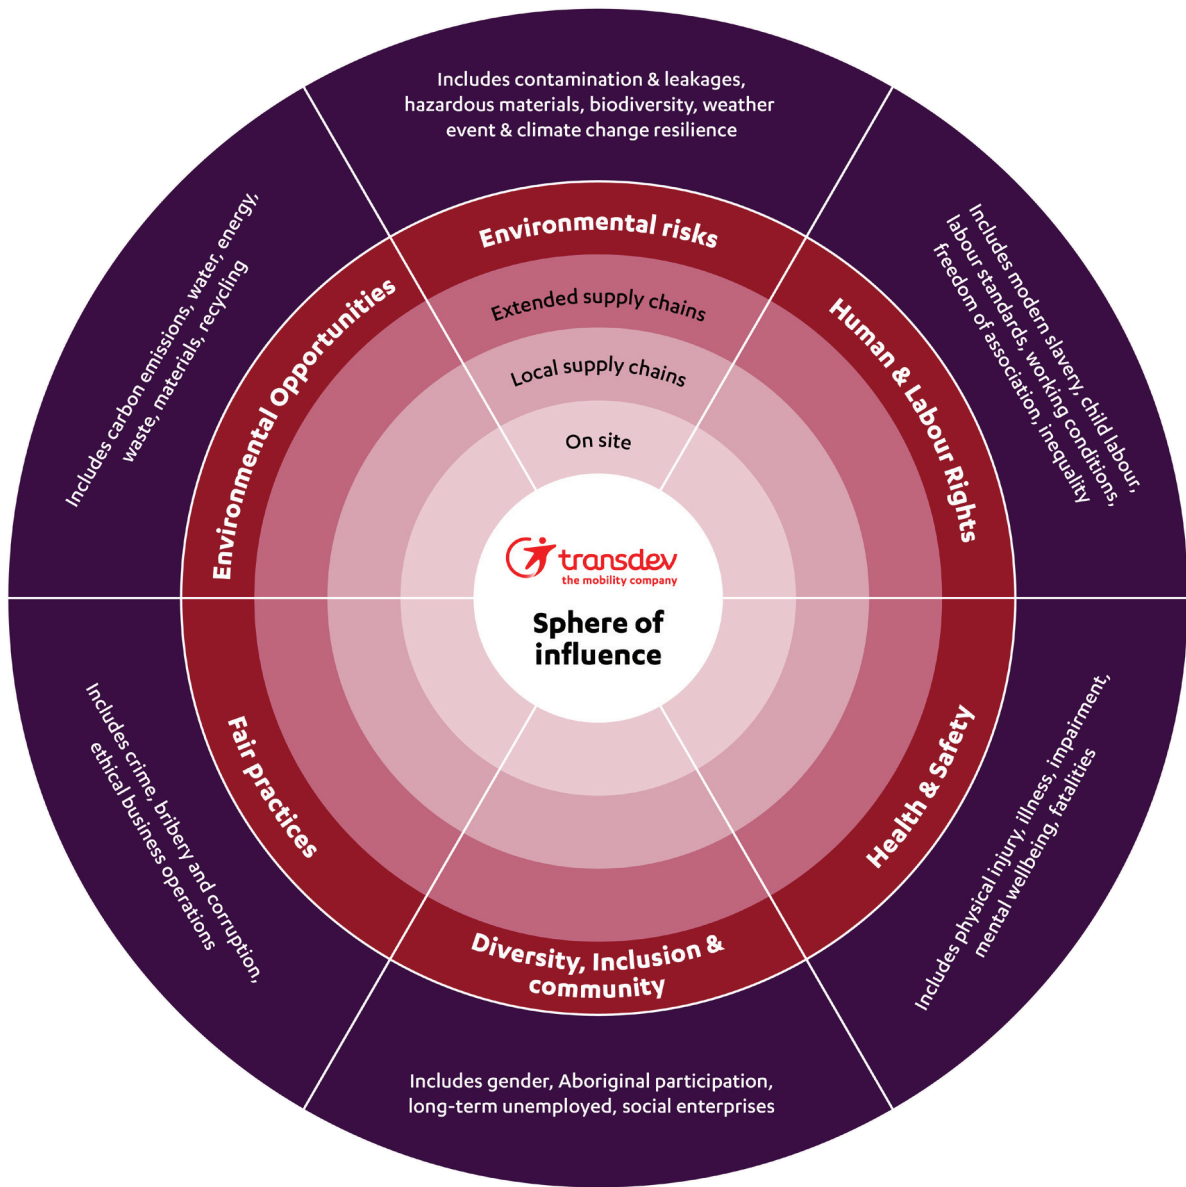 Includes contamination & leakages,
hazardous materials, biodiversity, weather
event & climate change resilience
Environmental risks
Extended supply chains
Local supply chains
On site
Includes modern slavery, child labour,
labour standards, working conditions,
freedom of association, inequality
Human & Labour Rights
Includes physical injury, illness, impairment,
mental wellbeing, fatalities
Health & Safety
Diversity, Inclusion &
community
Includes gender, Aboriginal participation,
long-term unemployed, social enterprises
Fair practices
Includes crime, bribery and corruption,
ethical business operations
Environmental Opportunities
Includes carbon emissions, water, energy,
waste, materials, recycling
transdev
the mobility company
Sphere of
influence